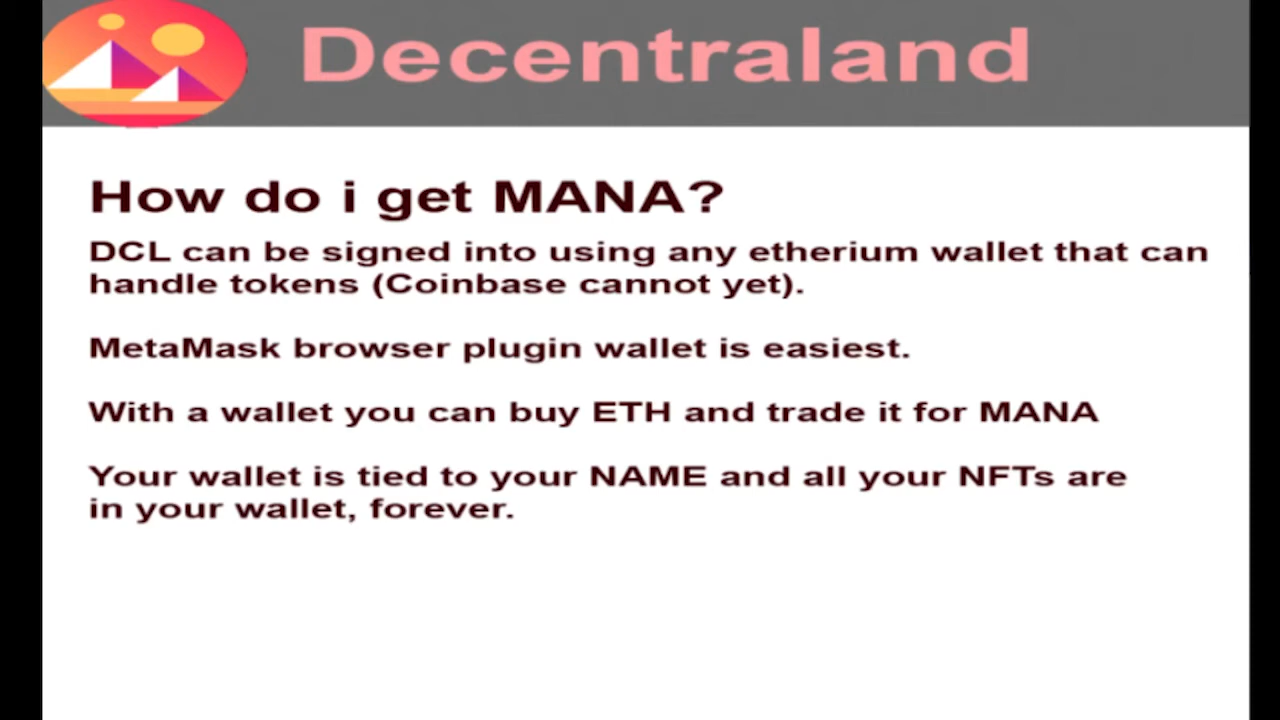 Decentraland
How do i get MANA?
DCL can be signed into using any etherium wallet that can
handle tokens (Coinbase cannot yet).
MetaMask browser plugin wallet is easiest.
With a wallet you can buy ETH and trade it for MANA
Your wallet is tied to your NAME and all your NFTs are
in your wallet, forever.